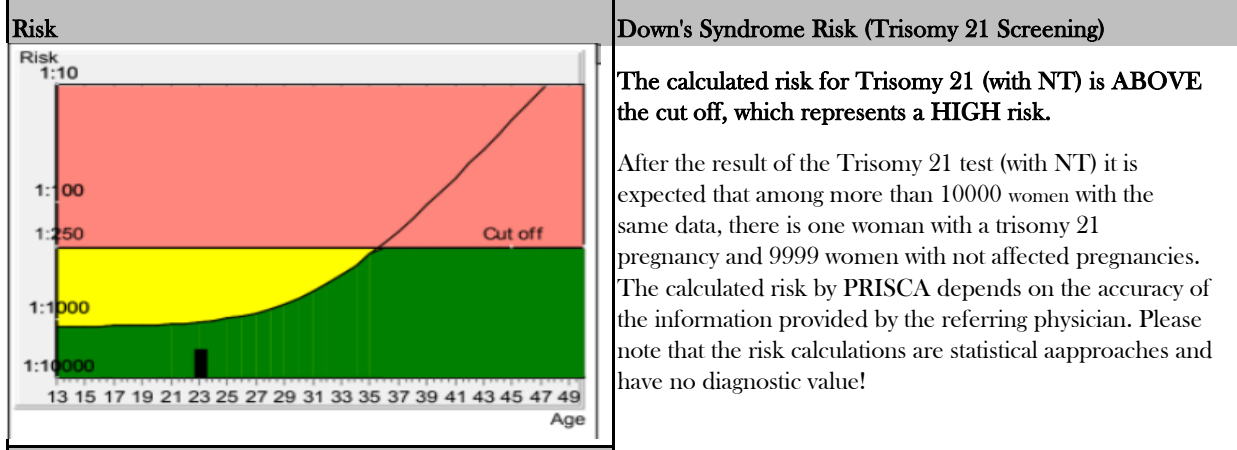 Risk
Risk
1:10
1:100
1:250
Cut off
1:1000
1:10000
13 15 17 19 21 23 25 27 29 31 33 35 37 39 41 43 45 47 49
Age
Down's Syndrome Risk (Trisomy 21 Screening)
The calculated risk for Trisomy 21 (with NT) is ABOVE
the cut off, which represents a HIGH risk.
After the result of the Trisomy 21 test (with NT) it is
expected that among more than 10000 women with the
same data, there is one woman with a trisomy 21
pregnancy and 9999 women with not affected pregnancies.
The calculated risk by PRISCA depends on the accuracy of
the information provided by the referring physician. Please
note that the risk calculations are statistical aapproaches and
have no diagnostic value!